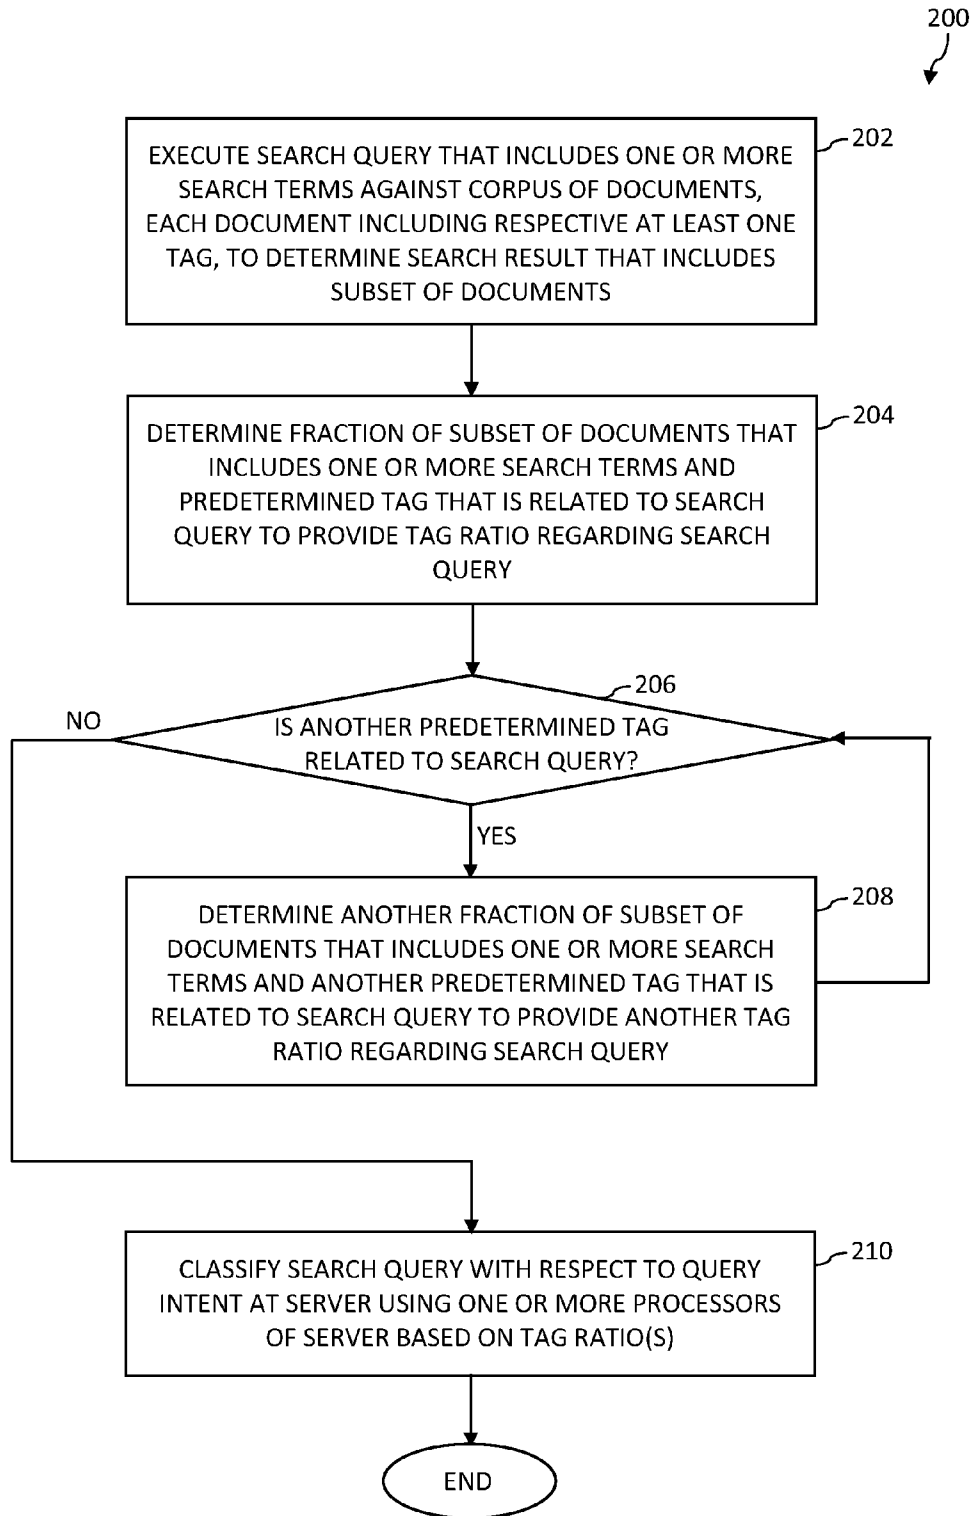 200
202
EXECUTE SEARCH QUERY THAT INCLUDES ONE OR MORE
SEARCH TERMS AGAINST CORPUS OF DOCUMENTS,
EACH DOCUMENT INCLUDING RESPECTIVE AT LEAST ONE
TAG, TO DETERMINE SEARCH RESULT THAT INCLUDES
SUBSET OF DOCUMENTS
204
DETERMINE FRACTION OF SUBSET OF DOCUMENTS THAT
INCLUDES ONE OR MORE SEARCH TERMS AND
PREDETERMINED TAG THAT IS RELATED TO SEARCH
QUERY TO PROVIDE TAG RATIO REGARDING SEARCH
QUERY
206
NO
IS ANOTHER PREDETERMINED TAG
RELATED TO SEARCH QUERY?
YES
208
DETERMINE ANOTHER FRACTION OF SUBSET OF
DOCUMENTS THAT INCLUDES ONE OR MORE SEARCH
TERMS AND ANOTHER PREDETERMINED TAG THAT IS
RELATED TO SEARCH QUERY TO PROVIDE ANOTHER TAG
RATIO REGARDING SEARCH QUERY
210
CLASSIFY SEARCH QUERY WITH RESPECT TO QUERY
INTENT AT SERVER USING ONE OR MORE PROCESSORS
OF SERVER BASED ON TAG RATIO(S)
END